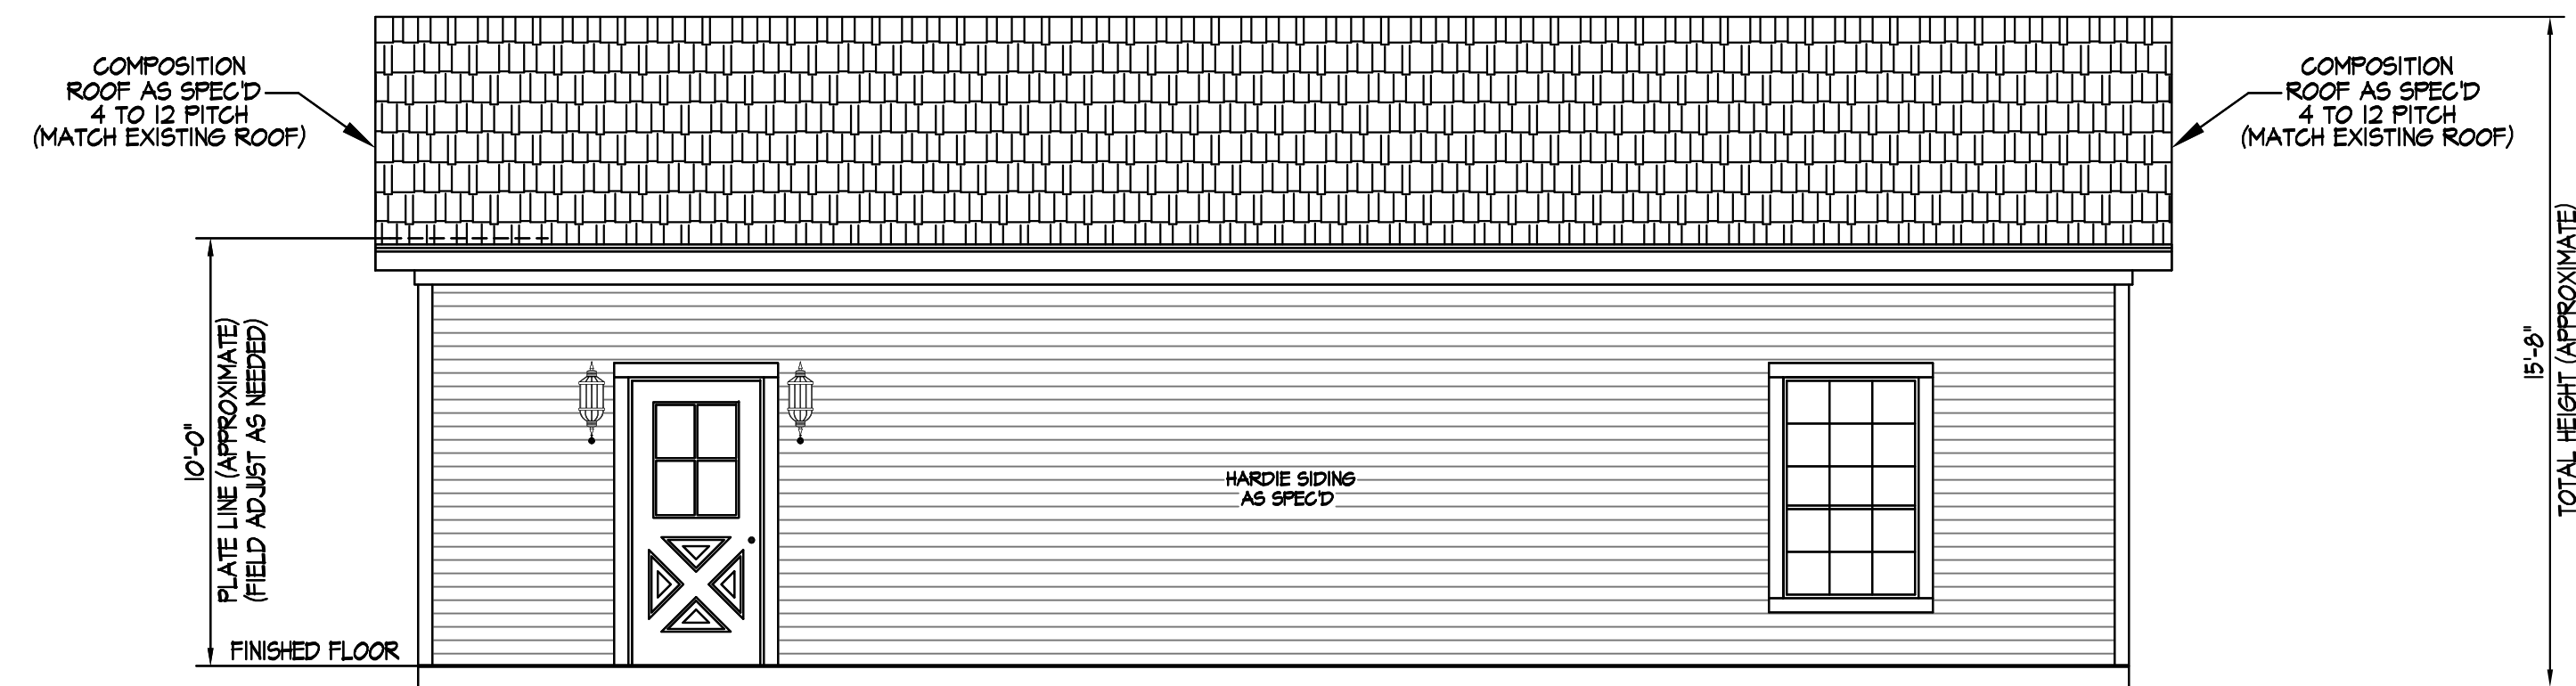 COMPOSITION
ROOF AS SPEC'D
4 TO 12 PITCH
(MATCH EXISTING ROOF)
COMPOSITION
ROOF AS SPEC'D
4 TO 12 PITCH
(MATCH EXISTING ROOF)
10'-0"
PLATE LINE (APPROXIMATE)
(FIELD ADJUST AS NEEDED)
HARDIE SIDING
AS SPEC'D
15'-8"
TOTAL HEIGHT (APPROXIMATE)
FINISHED FLOOR